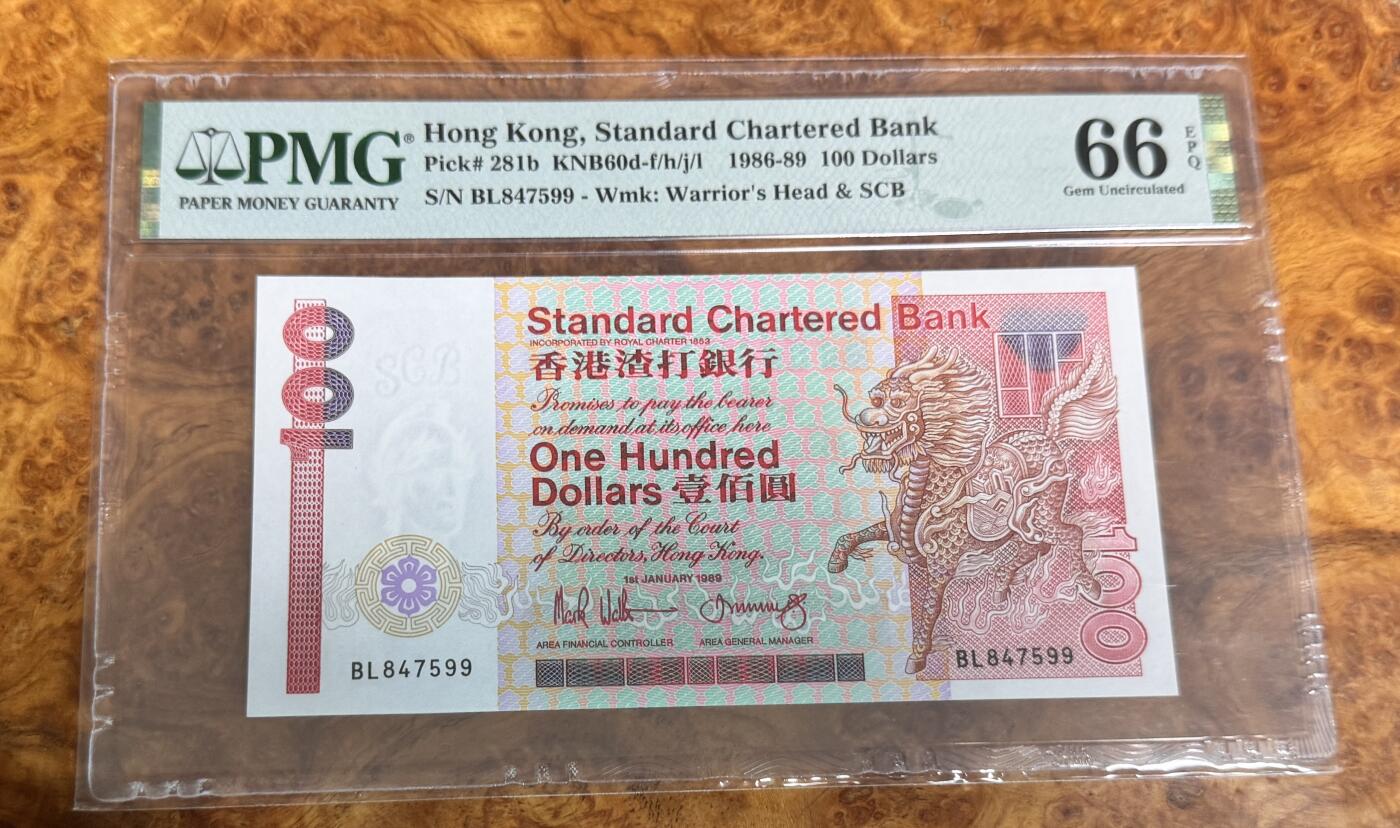 PMG®
PAPER MONEY GUARANTY
Hong Kong, Standard Chartered Bank
Pick# 281b KNB60d-f/h/j/l 1986-89 100 Dollars
S/N BL847599 - Wmk: Warrior's Head & SCB
66
EPQ
Gem Uncirculated
100
SCB
Standard Chartered Bank
INCORPORATED BY ROYAL CHARTER 1853
香港渣打銀行
Promises to pay the bearer
on demand at its office here
One Hundred
Dollars 壹佰圓
By order of the Court
of Directors, Hong Kong.
1st JANUARY 1989
AREA FINANCIAL CONTROLLER AREA GENERAL MANAGER
BL847599
BL847599
100